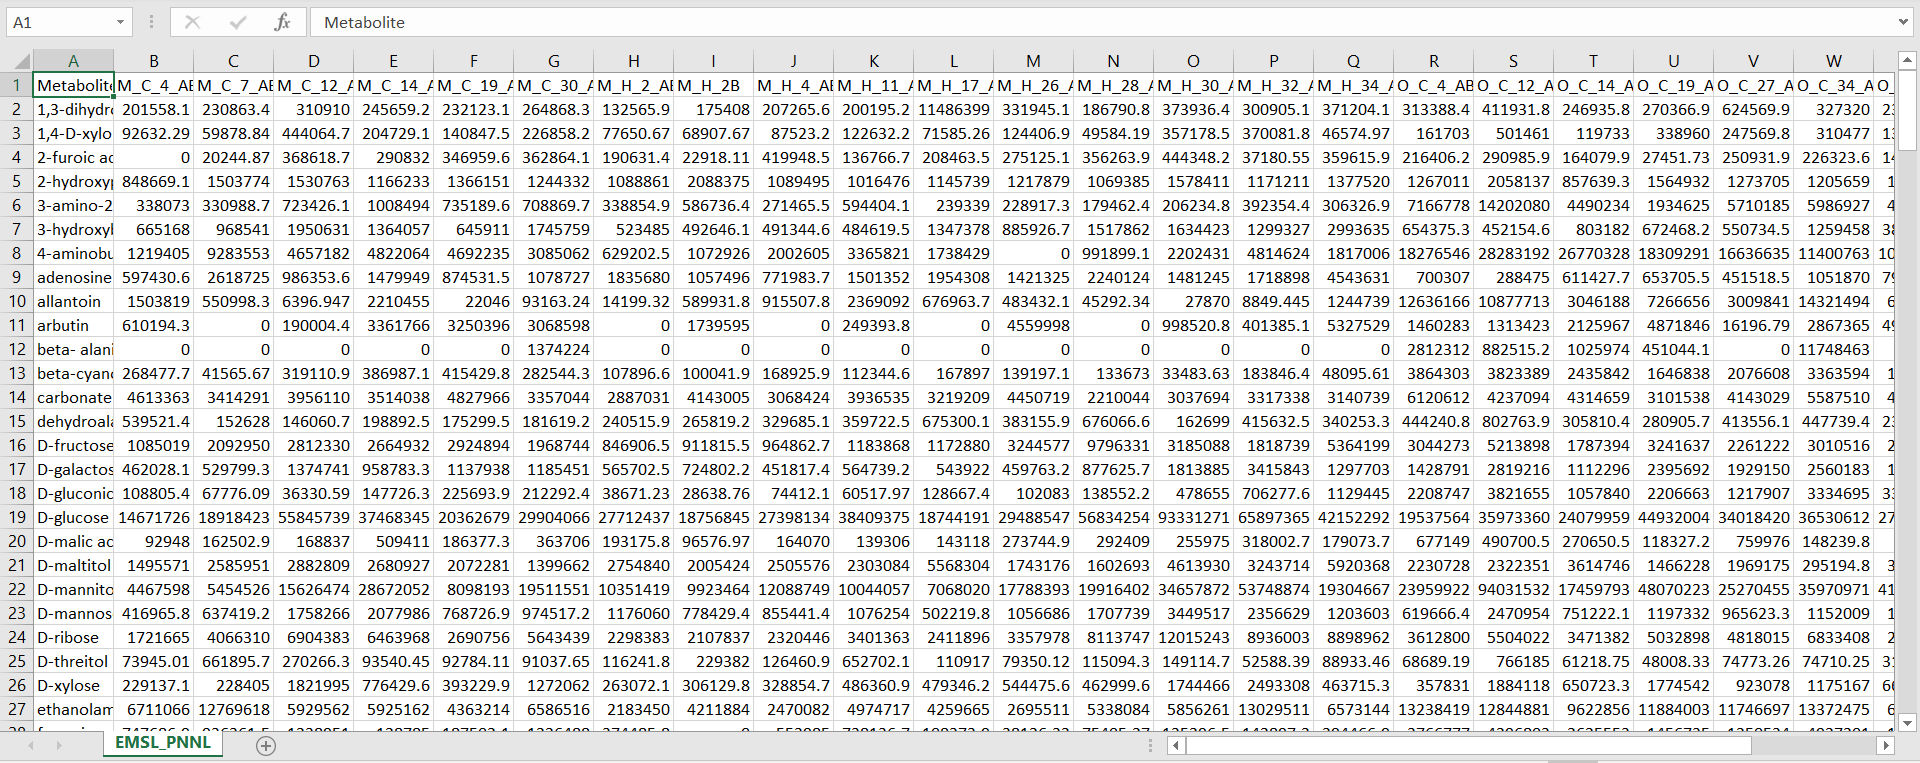 A1 fx Metabolite
A B C D E F G H I J K L M N O P Q R S T U V W
1 Metabolite M_C_4_AE M_C_7_AE M_C_12_A M_C_14_A M_C_19_A M_C_30_A M_H_2_AE M_H_2B M_H_4_AE M_H_11_A M_H_17_A M_H_26_A M_H_28_A M_H_30_A M_H_32_A M_H_34_A O_C_4_AB O_C_12_A O_C_14_A O_C_19_A O_C_27_A O_C_34_A O_
2 1,3-dihydro 201558.1 230863.4 310910 245659.2 232123.1 264868.3 132565.9 175408 207265.6 200195.2 11486399 331945.1 186790.8 373936.4 300905.1 371204.1 313388.4 411931.8 246935.8 270366.9 624569.9 327320 23
3 1,4-D-xylo 92632.29 59878.84 444064.7 204729.1 140847.5 226858.2 77650.67 68907.67 87523.2 122632.2 71585.26 124406.9 49584.19 357178.5 370081.8 46574.97 161703 501461 119733 338960 247569.8 310477 13
4 2-furoic ac 0 20244.87 368618.7 290832 346959.6 362864.1 190631.4 22918.11 419948.5 136766.7 208463.5 275125.1 356263.9 444348.2 37180.55 359615.9 216406.2 290985.9 164079.9 27451.73 250931.9 226323.6 14
5 2-hydroxyp 848669.1 1503774 1530763 1166233 1366151 1244332 1088861 2088375 1089495 1016476 1145739 1217879 1069385 1578411 1171211 1377520 1267011 2058137 857639.3 1564932 1273705 1205659 1
6 3-amino-2 338073 330988.7 723426.1 1008494 735189.6 708869.7 338854.9 586736.4 271465.5 594404.1 239339 228917.3 179462.4 206234.8 392354.4 306326.9 7166778 14202080 4490234 1934625 5710185 5986927 4
7 3-hydroxyb 665168 968541 1950631 1364057 645911 1745759 523485 492646.1 491344.6 484619.5 1347378 885926.7 1517862 1634423 1299327 2993635 654375.3 452154.6 803182 672468.2 550734.5 1259458 38
8 4-aminobu 1219405 9283553 4657182 4822064 4692235 3085062 629202.5 1072926 2002605 3365821 1738429 0 991899.1 2202431 4814624 1817006 18276546 28283192 26770328 18309291 16636635 11400763 10
9 adenosine 597430.6 2618725 986353.6 1479949 874531.5 1078727 1835680 1057496 771983.7 1501352 1954308 1421325 2240124 1481245 1718898 4543631 700307 288475 611427.7 653705.5 451518.5 1051870 79
10 allantoin 1503819 550998.3 6396.947 2210455 22046 93163.24 14199.32 589931.8 915507.8 2369092 676963.7 483432.1 45292.34 27870 8849.445 1244739 12636166 10877713 3046188 7266656 3009841 14321494 6
11 arbutin 610194.3 0 190004.4 3361766 3250396 3068598 0 1739595 0 249393.8 0 4559998 0 998520.8 401385.1 5327529 1460283 1313423 2125967 4871846 16196.79 2867365 49
12 beta- alani 0 0 0 0 0 1374224 0 0 0 0 0 0 0 0 0 0 2812312 882515.2 1025974 451044.1 0 11748463
13 beta-cyano 268477.7 41565.67 319110.9 386987.1 415429.8 282544.3 107896.6 100041.9 168925.9 112344.6 167897 139197.1 133673 33483.63 183846.4 48095.61 3864303 3823389 2435842 1646838 2076608 3363594 1
14 carbonate 4613363 3414291 3956110 3514038 4827966 3357044 2887031 4143005 3068424 3936535 3219209 4450719 2210044 3037694 3317338 3140739 6120612 4237094 4314659 3101538 4143029 5587510 4
15 dehydroala 539521.4 152628 146060.7 198892.5 175299.5 181619.2 240515.9 265819.2 329685.1 359722.5 675300.1 383155.9 676066.6 162699 415632.5 340253.3 444240.8 802763.9 305810.4 280905.7 413556.1 447739.4 23
16 D-fructose 1085019 2092950 2812330 2664932 2924894 1968744 846906.5 911815.5 964862.7 1183868 1172880 3244577 9796331 3185088 1818739 5364199 3044273 5213898 1787394 3241637 2261222 3010516 2
17 D-galactos 462028.1 529799.3 1374741 958783.3 1137938 1185451 565702.5 724802.2 451817.4 564739.2 543922 459763.2 877625.7 1813885 3415843 1297703 1428791 2819216 1112296 2395692 1929150 2560183 1
18 D-gluconic 108805.4 67776.09 36330.59 147726.3 225693.9 212292.4 38671.23 28638.76 74412.1 60517.97 128667.4 102083 138552.2 478655 706277.6 1129445 2208747 3821655 1057840 2206663 1217907 3334695 33
19 D-glucose 14671726 18918423 55845739 37468345 20362679 29904066 27712437 18756845 27398134 38409375 18744191 29488547 56834254 93331271 65897365 42152292 19537564 35973360 24079959 44932004 34018420 36530612 27
20 D-malic ac 92948 162502.9 168837 509411 186377.3 363706 193175.8 96576.97 164070 139306 143118 273744.9 292409 255975 318002.7 179073.7 677149 490700.5 270650.5 118327.2 759976 148239.8
21 D-maltitol 1495571 2585951 2882809 2680927 2072281 1399662 2754840 2005424 2505576 2303084 5568304 1743176 1602693 4613930 3243714 5920368 2230728 2322351 3614746 1466228 1969175 295194.8 3
22 D-mannito 4467598 5454526 15626474 28672052 8098193 19511551 10351419 9923464 12088749 10044057 7068020 17788393 19916402 34657872 53748874 19304667 23959922 94031532 17459793 48070223 25270455 35970971 41
23 D-mannos 416965.8 637419.2 1758266 2077986 768726.9 974517.2 1176060 778429.4 855441.4 1076254 502219.8 1056686 1707739 3449517 2356629 1203603 619666.4 2470954 751222.1 1197332 965623.3 1152009 1
24 D-ribose 1721665 4066310 6904383 6463968 2690756 5643439 2298383 2107837 2320446 3401363 2411896 3357978 8113747 12015243 8936003 8898962 3612800 5504022 3471382 5032898 4818015 6833408 2
25 D-threitol 73945.01 661895.7 270266.3 93540.45 92784.11 91037.65 116241.8 229382 126460.9 652702.1 110917 79350.12 115094.3 149114.7 52588.39 88933.46 68689.19 766185 61218.75 48008.33 74773.26 74710.25 31
26 D-xylose 229137.1 228405 1821995 776429.6 393229.9 1272062 263072.1 306129.8 328854.7 486360.9 479346.2 544475.6 462999.6 1744466 2493308 463715.3 357831 1884118 650723.3 1774542 923078 1175167 66
27 ethanolam 6711066 12769618 5929562 5925162 4363214 6586516 2183450 4211884 2470082 4974717 4259665 2695511 5338084 5856261 13029511 6573144 13238419 12844881 9622856 11884003 11746697 13372475 6
EMSL_PNNL